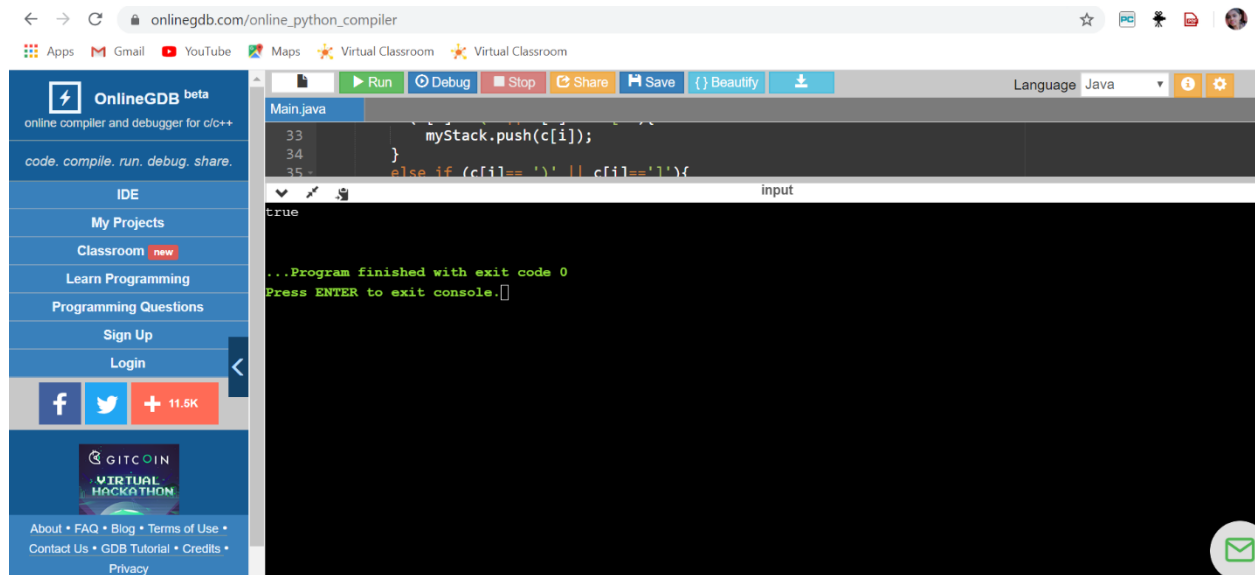 onlinegdb.com/online_python_compiler
PC
Apps Gmail YouTube Maps Virtual Classroom Virtual Classroom
OnlineGDB beta
online compiler and debugger for c/c++
code. compile. run. debug. share.
IDE
My Projects
Classroom new
Learn Programming
Programming Questions
Sign Up
Login
f + 11.5K
GITCOIN
VIRTUAL
HACKATHON
About • FAQ • Blog • Terms of Use •
Contact Us • GDB Tutorial • Credits •
Privacy
Run Debug Stop Share Save {} Beautify
Language Java
Main.java
33 myStack.push(c[i]);
34 }
35 else if (c[i]== ')' || c[i]==']'){
input
true
...Program finished with exit code 0
Press ENTER to exit console.